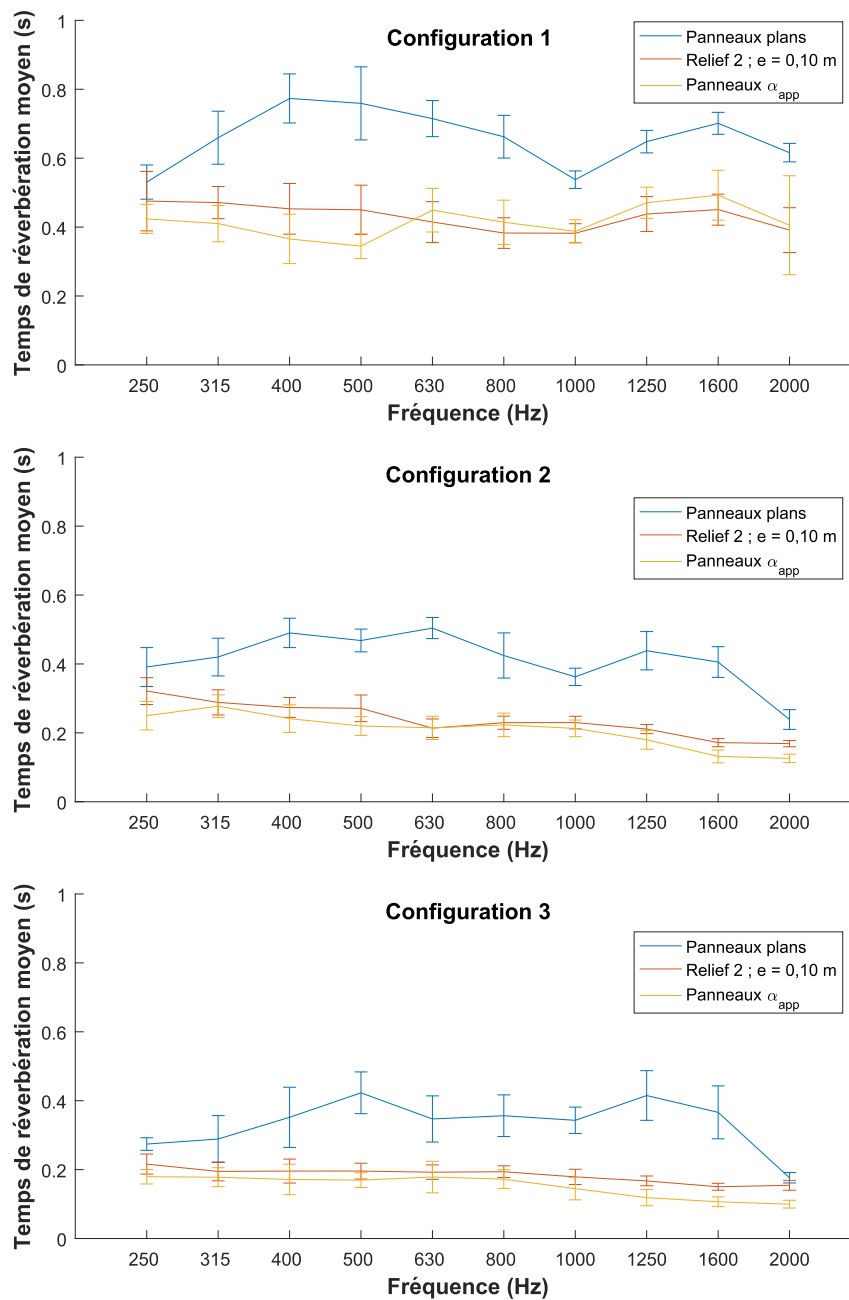 Configuration 1
Temps de réverbération moyen (s)
1
0.8
0.6
0.4
0.2
0
Panneaux plans
Relief 2 ; e = 0,10 m
Panneaux αapp
250 315 400 500 630 800 1000 1250 1600 2000
Fréquence (Hz)
Configuration 2
Temps de réverbération moyen (s)
1
0.8
0.6
0.4
0.2
0
Panneaux plans
Relief 2 ; e = 0,10 m
Panneaux αapp
250 315 400 500 630 800 1000 1250 1600 2000
Fréquence (Hz)
Configuration 3
Temps de réverbération moyen (s)
1
0.8
0.6
0.4
0.2
0
Panneaux plans
Relief 2 ; e = 0,10 m
Panneaux αapp
250 315 400 500 630 800 1000 1250 1600 2000
Fréquence (Hz)